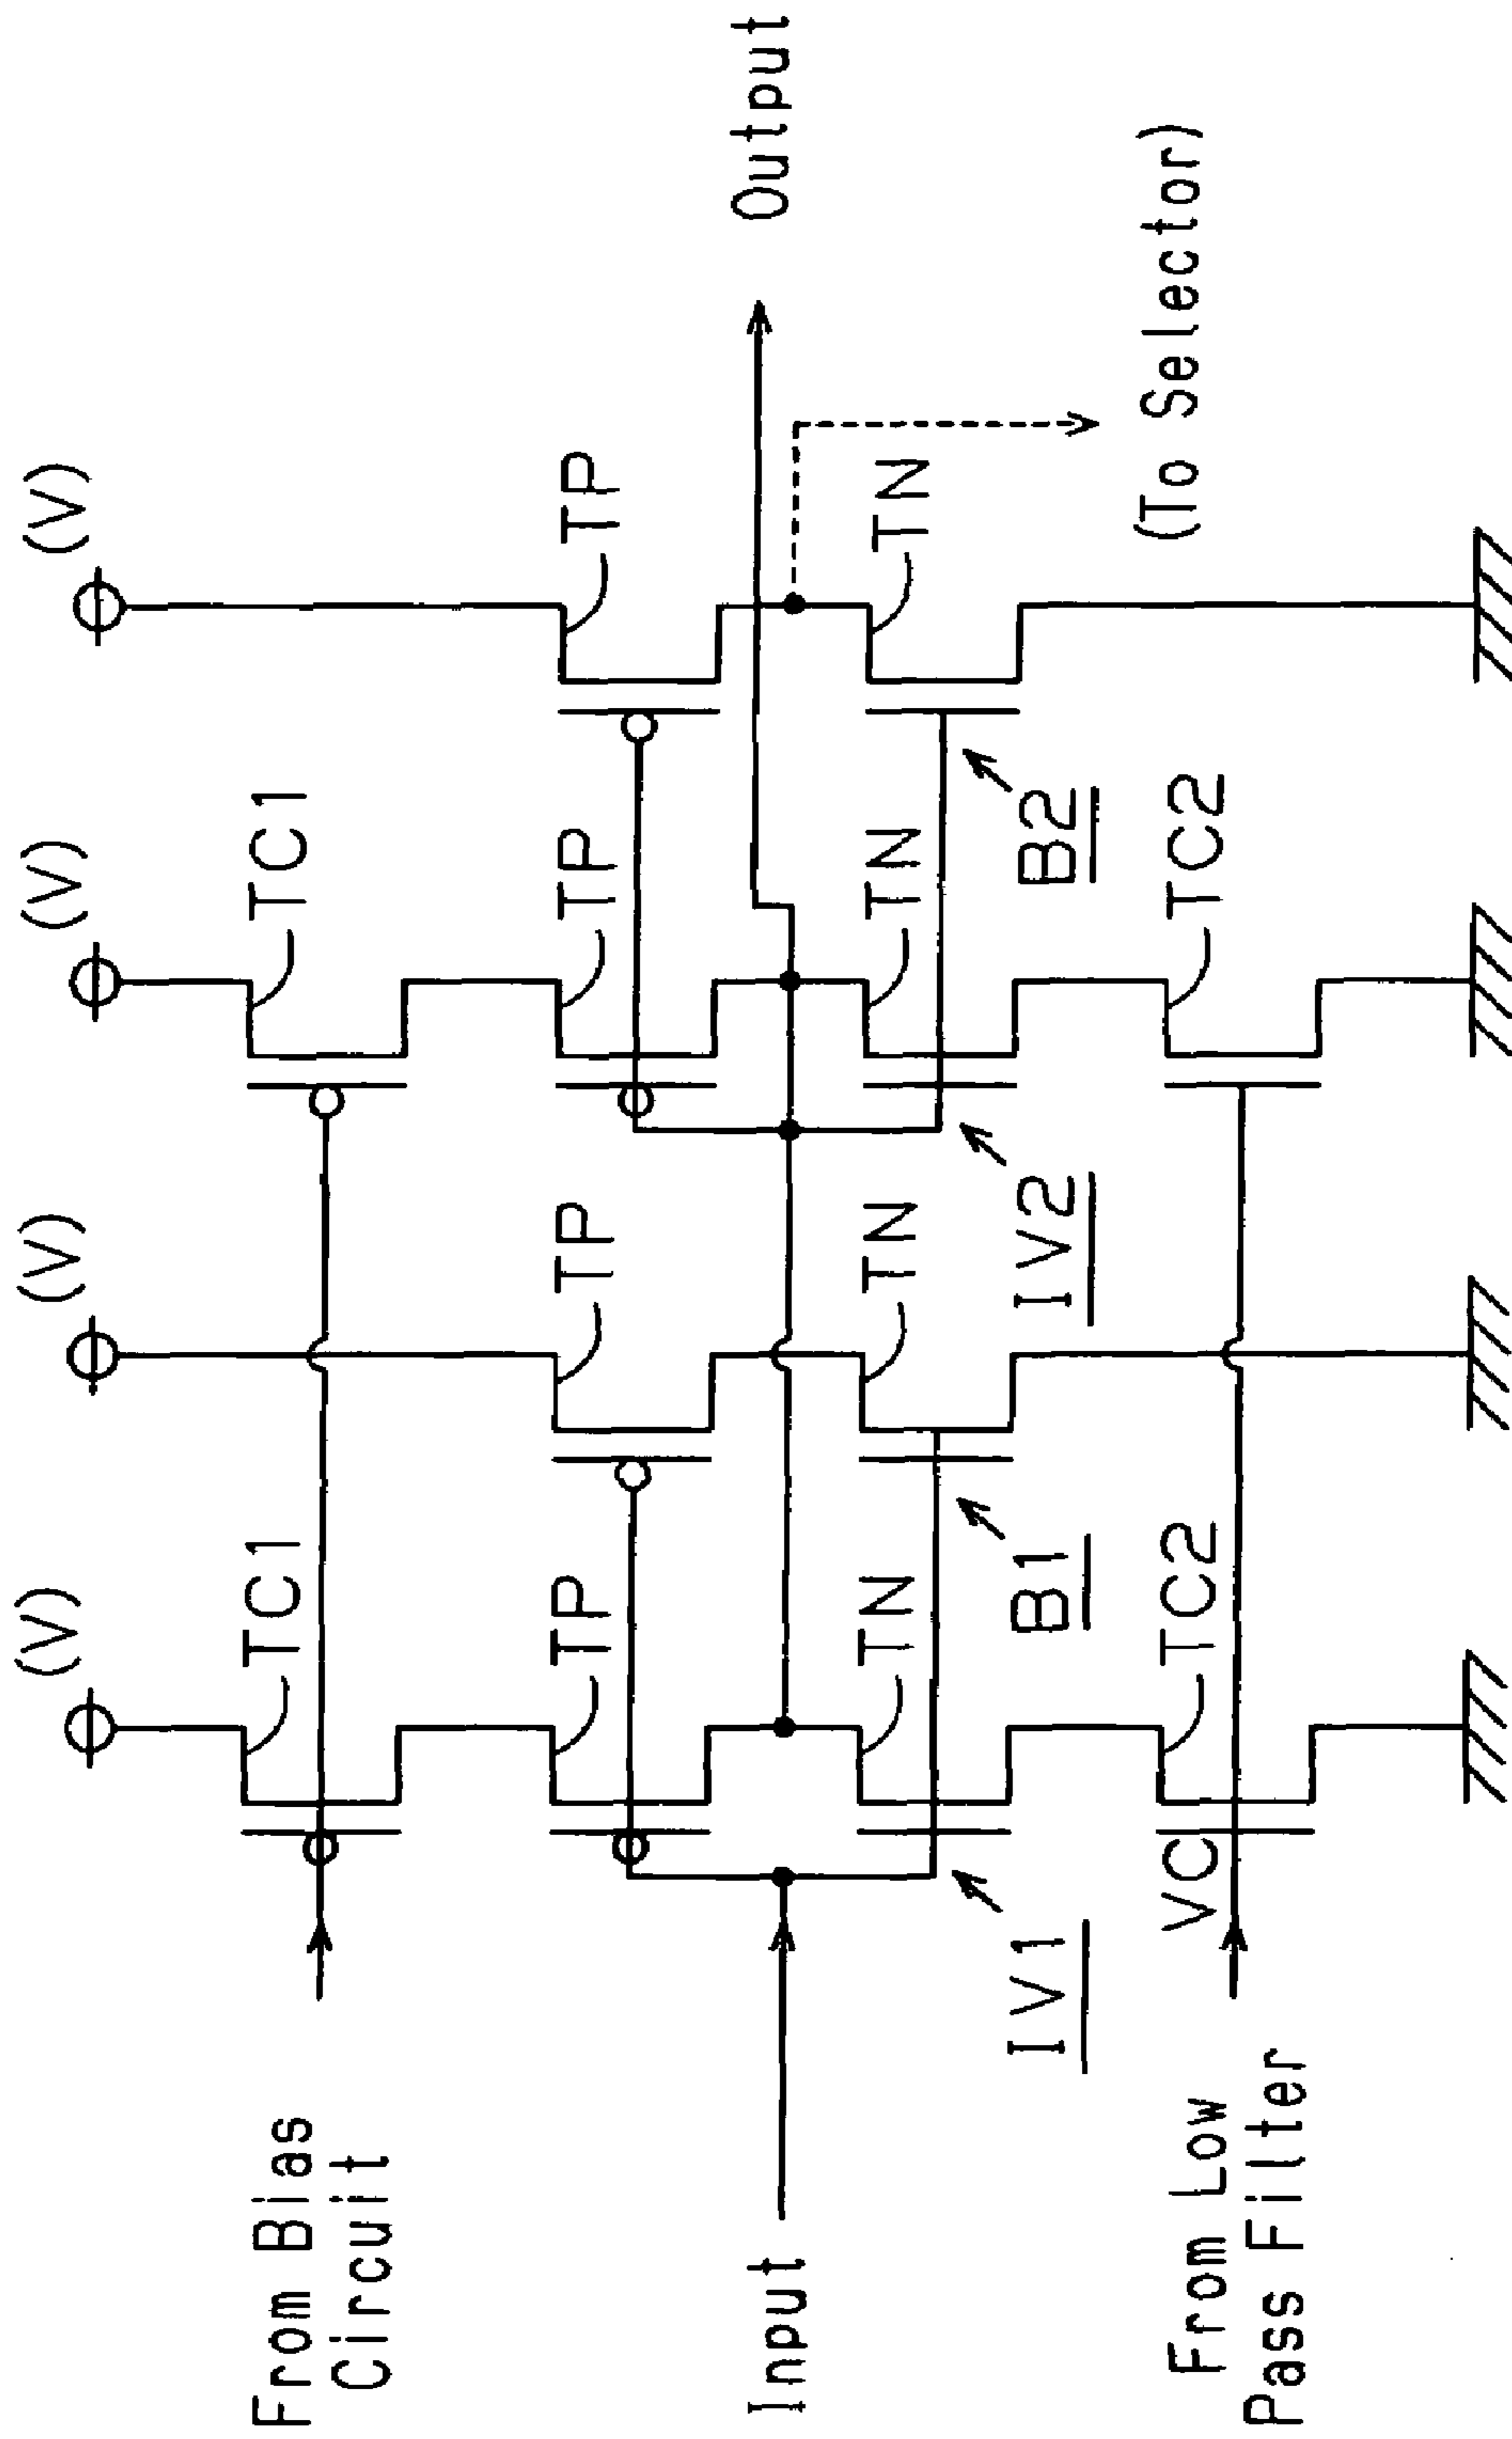 (V)
(V)
(V)
(V)
TC1
TC1
From Bias
Circuit
TP
TP
TP
TP
Output
Input
TN
TN
TN
TN
IV1
B1
IV2
B2
VC
TC2
TC2
(To Selector)
From Low
Pass Filter